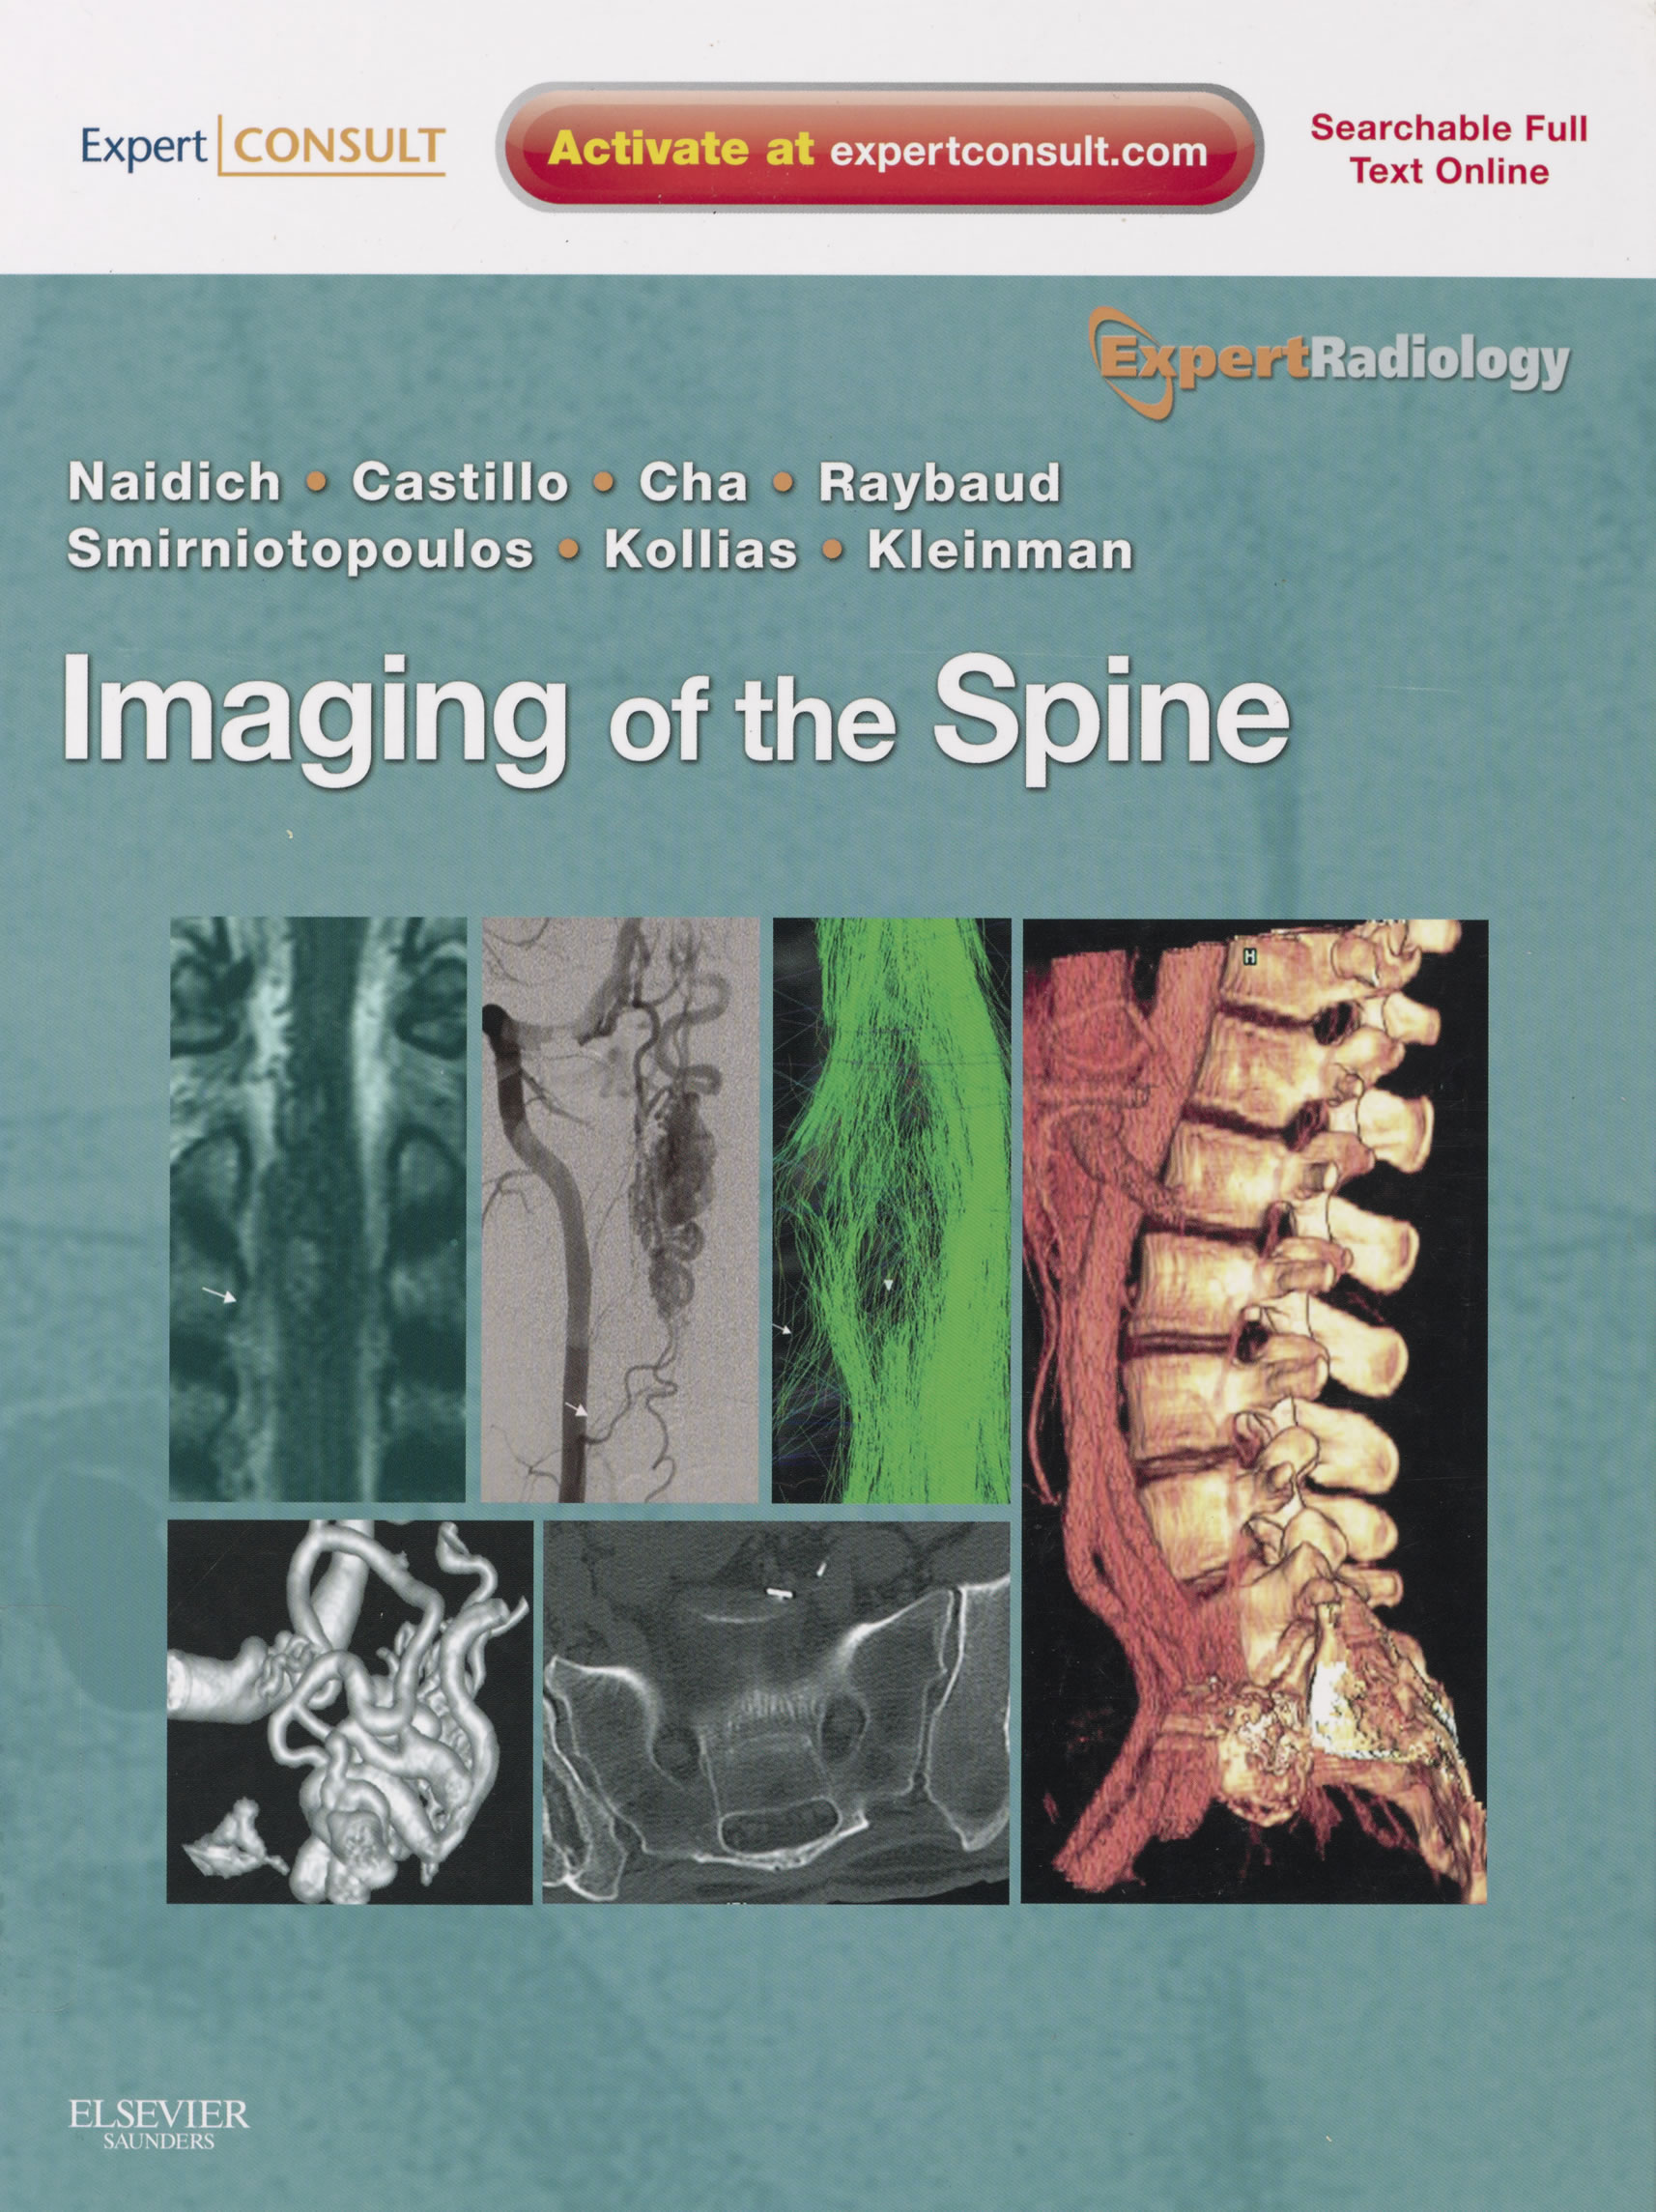 Expert CONSULT
Activate at expertconsult.com
Searchable Full
Text Online
ExpertRadiology
Naidich • Castillo • Cha • Raybaud
Smirniotopoulos • Kollias • Kleinman
Imaging of the Spine
H
ELSEVIER
SAUNDERS